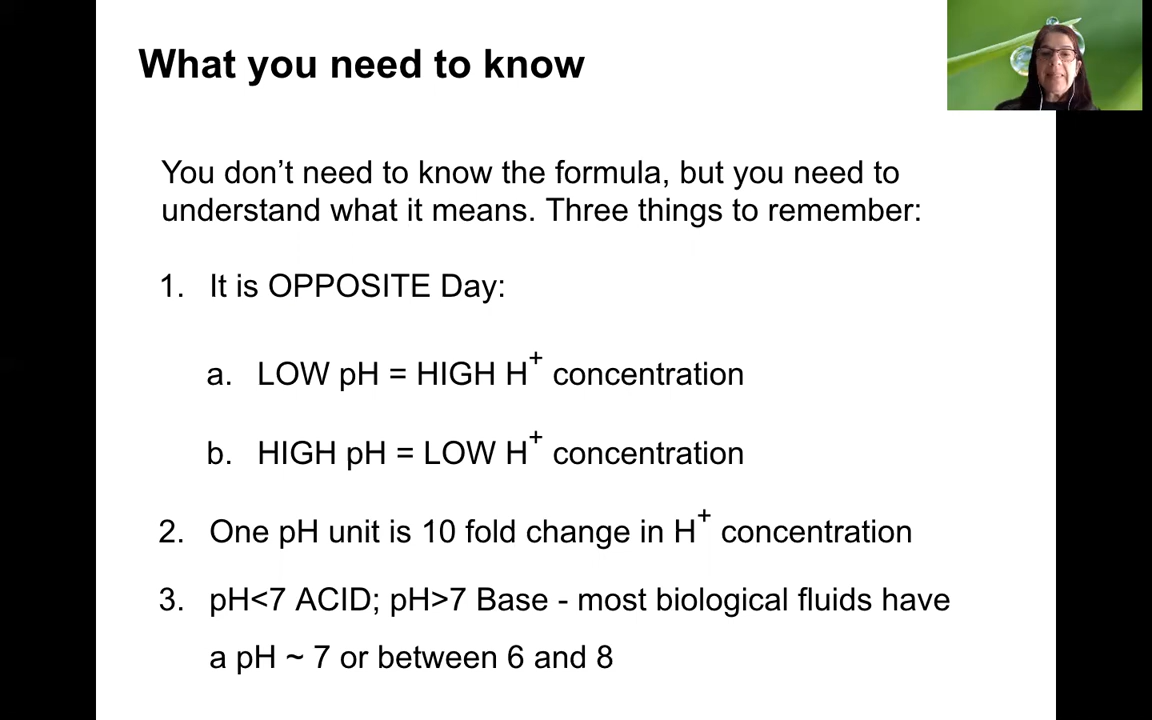 What you need to know
You don’t need to know the formula, but you need to
understand what it means. Three things to remember:
1. It is OPPOSITE Day:
a. LOW pH = HIGH H⁺ concentration
b. HIGH pH = LOW H⁺ concentration
2. One pH unit is 10 fold change in H⁺ concentration
3. pH<7 ACID; pH>7 Base - most biological fluids have
a pH ~ 7 or between 6 and 8